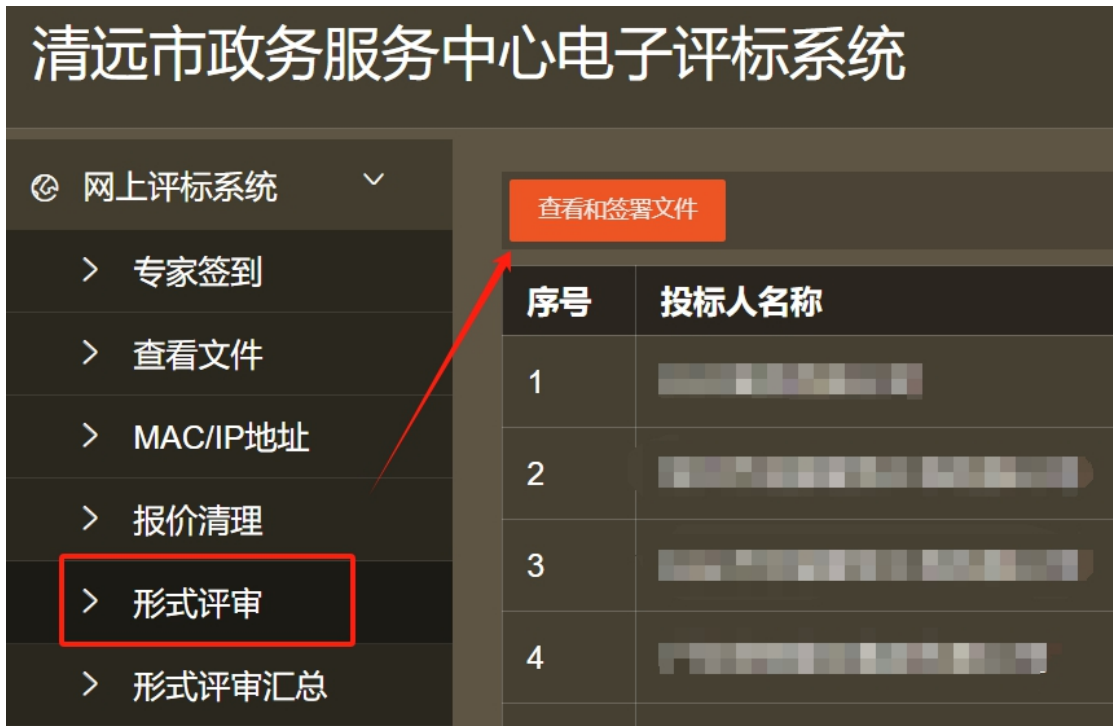 清远市政务服务中心电子评标系统
网上评标系统
专家签到
查看文件
MAC/IP地址
报价清理
形式评审
形式评审汇总
查看和签署文件
序号 投标人名称
1
2
3
4